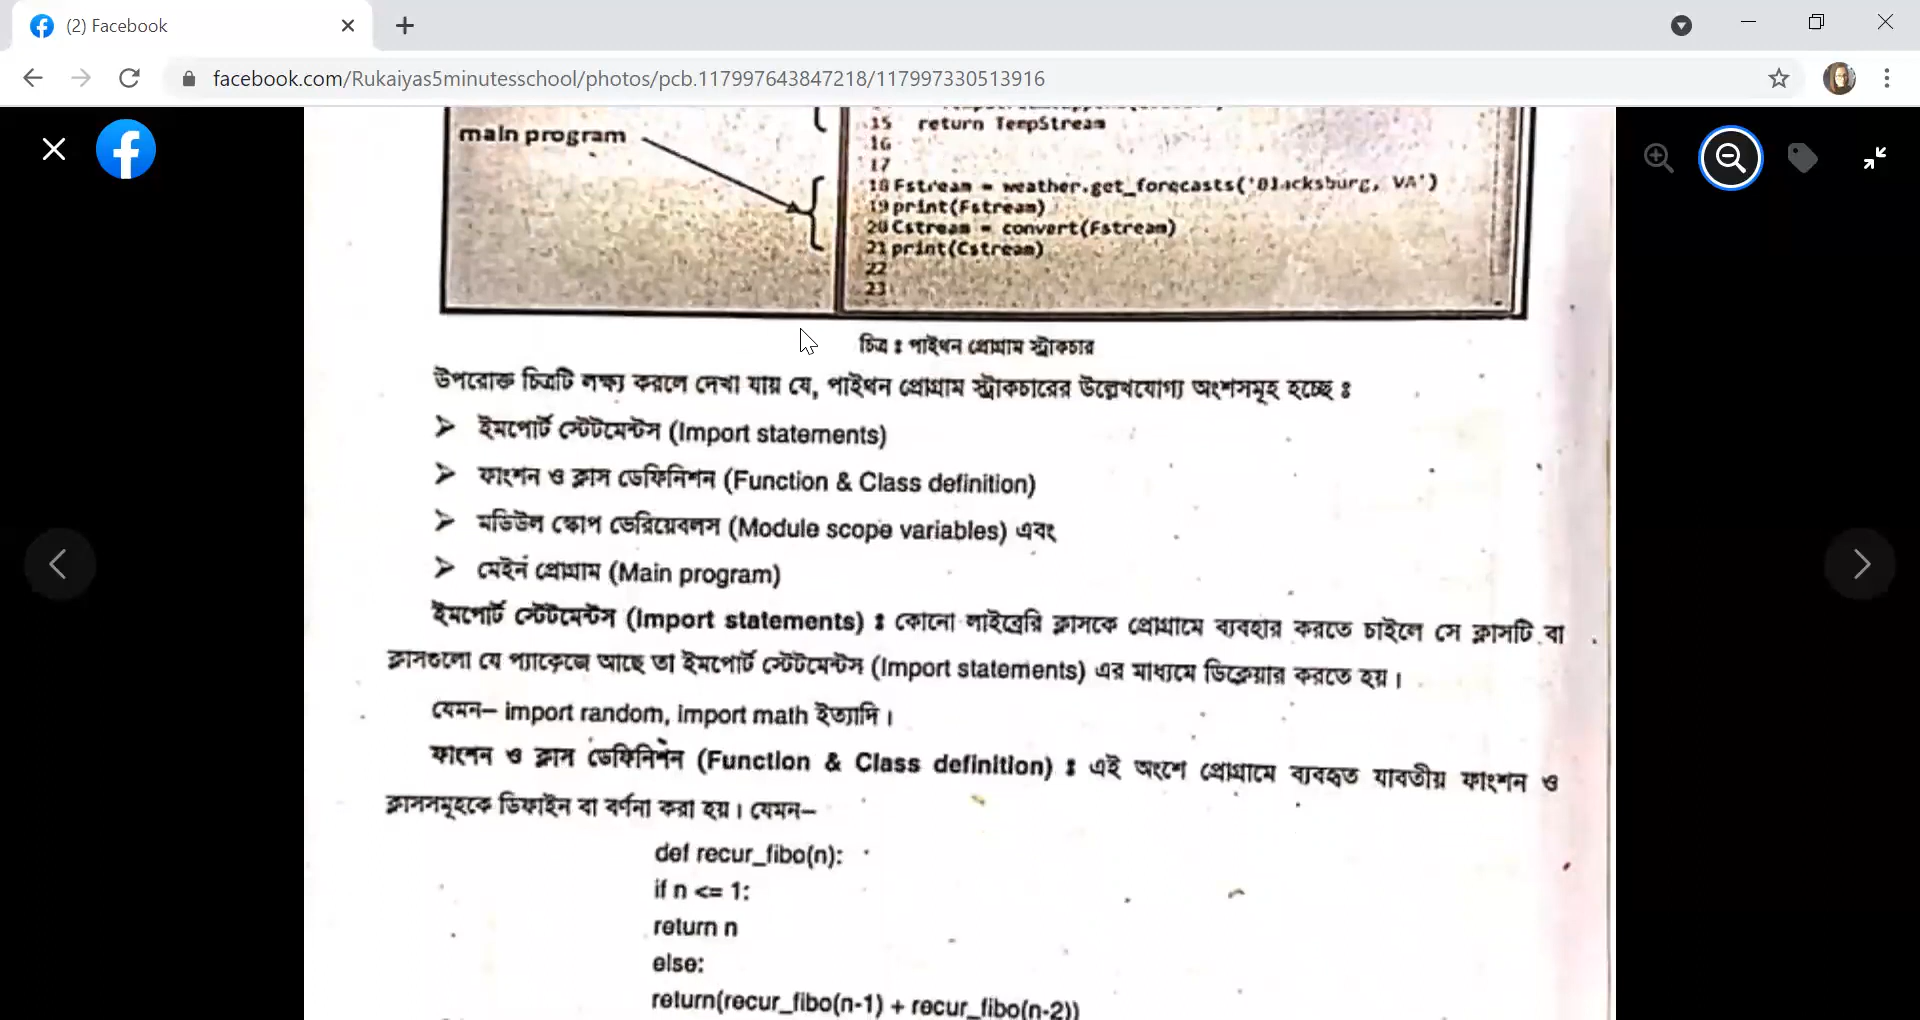 (2) Facebook
facebook.com/Rukaiyas5minutesschool/photos/pcb.117997643847218/117997330513916
main program
15 return TempStream
16
17
18 Fstream = weather.get_forecasts('Blacksburg, VA')
19 print(Fstream)
20 Cstream = convert(Fstream)
21 print(Cstream)
22
23
চিত্র ঃ পাইথন প্রোগ্রাম স্ট্রাকচার
উপরোক্ত চিত্রটি লক্ষ্য করলে দেখা যায় যে, পাইথন প্রোগ্রাম স্ট্রাকচারের উল্লেখযোগ্য অংশসমূহ হচ্ছে ঃ
➢ ইমপোর্ট স্টেটমেন্টস (Import statements)
➢ ফাংশন ও ক্লাস ডেফিনিশন (Function & Class definition)
➢ মডিউল স্কোপ ভেরিয়েবলস (Module scope variables) এবং
➢ মেইন প্রোগ্রাম (Main program)
ইমপোর্ট স্টেটমেন্টস (Import statements) ঃ কোনো লাইব্রেরি ক্লাসকে প্রোগ্রামে ব্যবহার করতে চাইলে সে ক্লাসটি বা
ক্লাসগুলো যে প্যাকেজে আছে তা ইমপোর্ট স্টেটমেন্টস (Import statements) এর মাধ্যমে ডিক্লেয়ার করতে হয়।
যেমন– import random, import math ইত্যাদি।
ফাংশন ও ক্লাস ডেফিনিশন (Function & Class definition) ঃ এই অংশে প্রোগ্রামে ব্যবহৃত যাবতীয় ফাংশন ও
ক্লাসসমূহকে ডিফাইন বা বর্ণনা করা হয়। যেমন–
def recur_fibo(n):
if n <= 1:
return n
else:
return(recur_fibo(n-1) + recur_fibo(n-2))